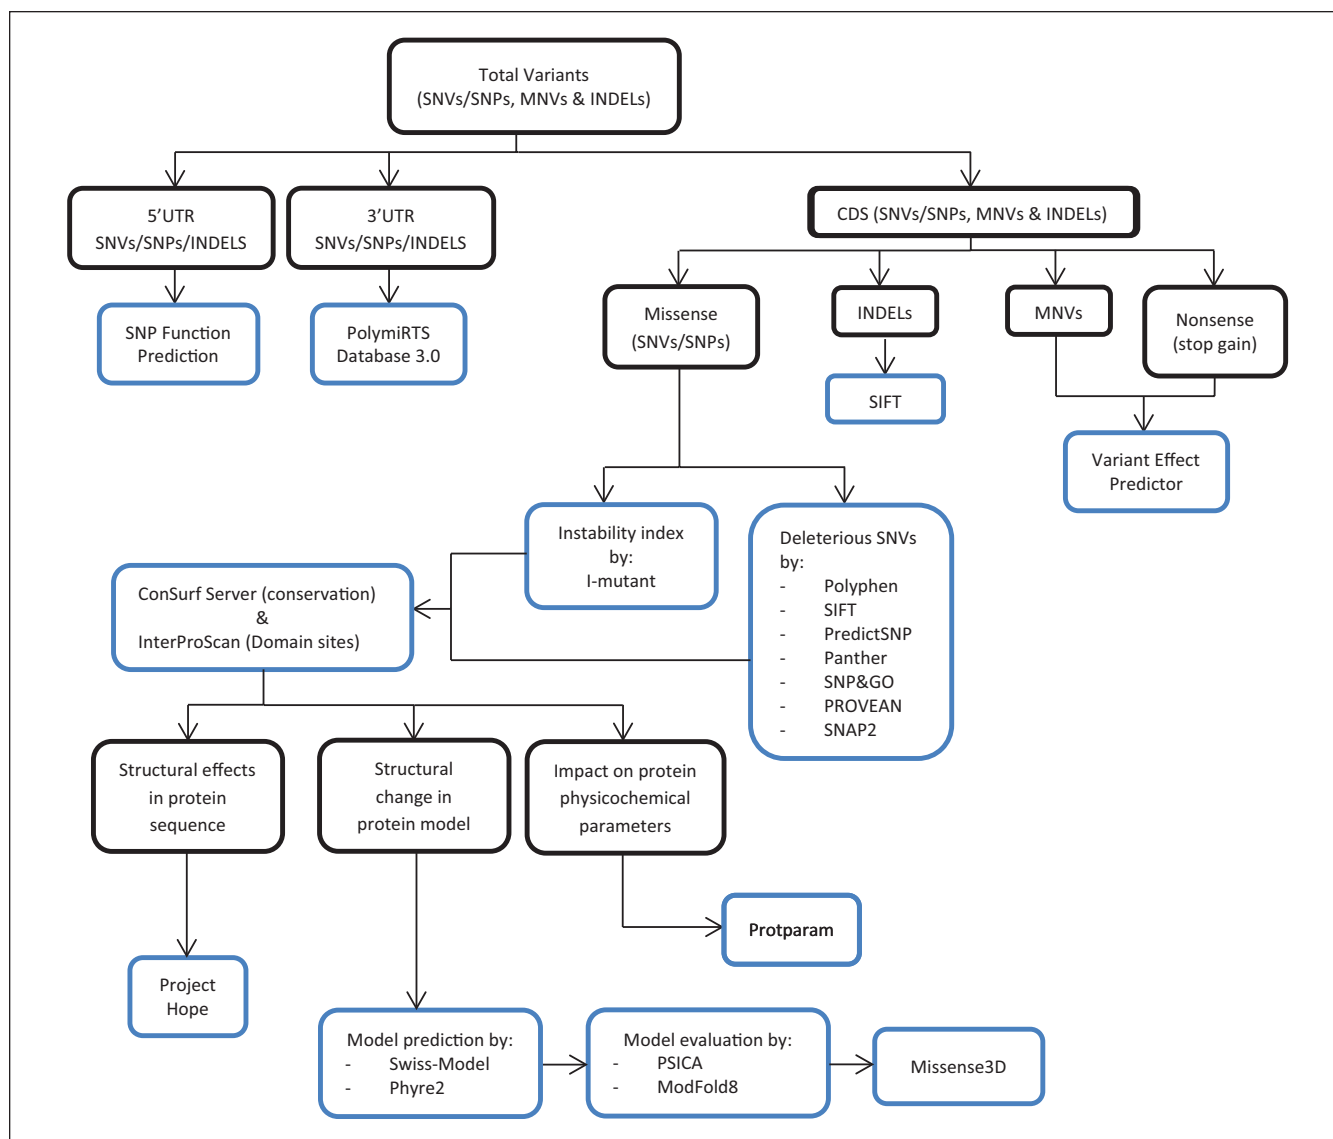 Total Variants
(SNVs/SNPs, MNVs & INDELs)
5'UTR
SNVs/SNPs/INDELS
3'UTR
SNVs/SNPs/INDELS
CDS (SNVs/SNPs, MNVs & INDELs)
SNP Function
Prediction
PolymiRTS
Database 3.0
Missense
(SNVs/SNPs)
INDELs
MNVs
Nonsense
(stop gain)
SIFT
Variant Effect
Predictor
Instability index
by:
I-mutant
Deleterious SNVs
by:
- Polyphen
- SIFT
- PredictSNP
- Panther
- SNP&GO
- PROVEAN
- SNAP2
ConSurf Server (conservation)
&
InterProScan (Domain sites)
Structural effects
in protein
sequence
Structural
change in
protein model
Impact on protein
physicochemical
parameters
Protparam
Project
Hope
Model prediction by:
- Swiss-Model
- Phyre2
Model evaluation by:
- PSICA
- ModFold8
Missense3D